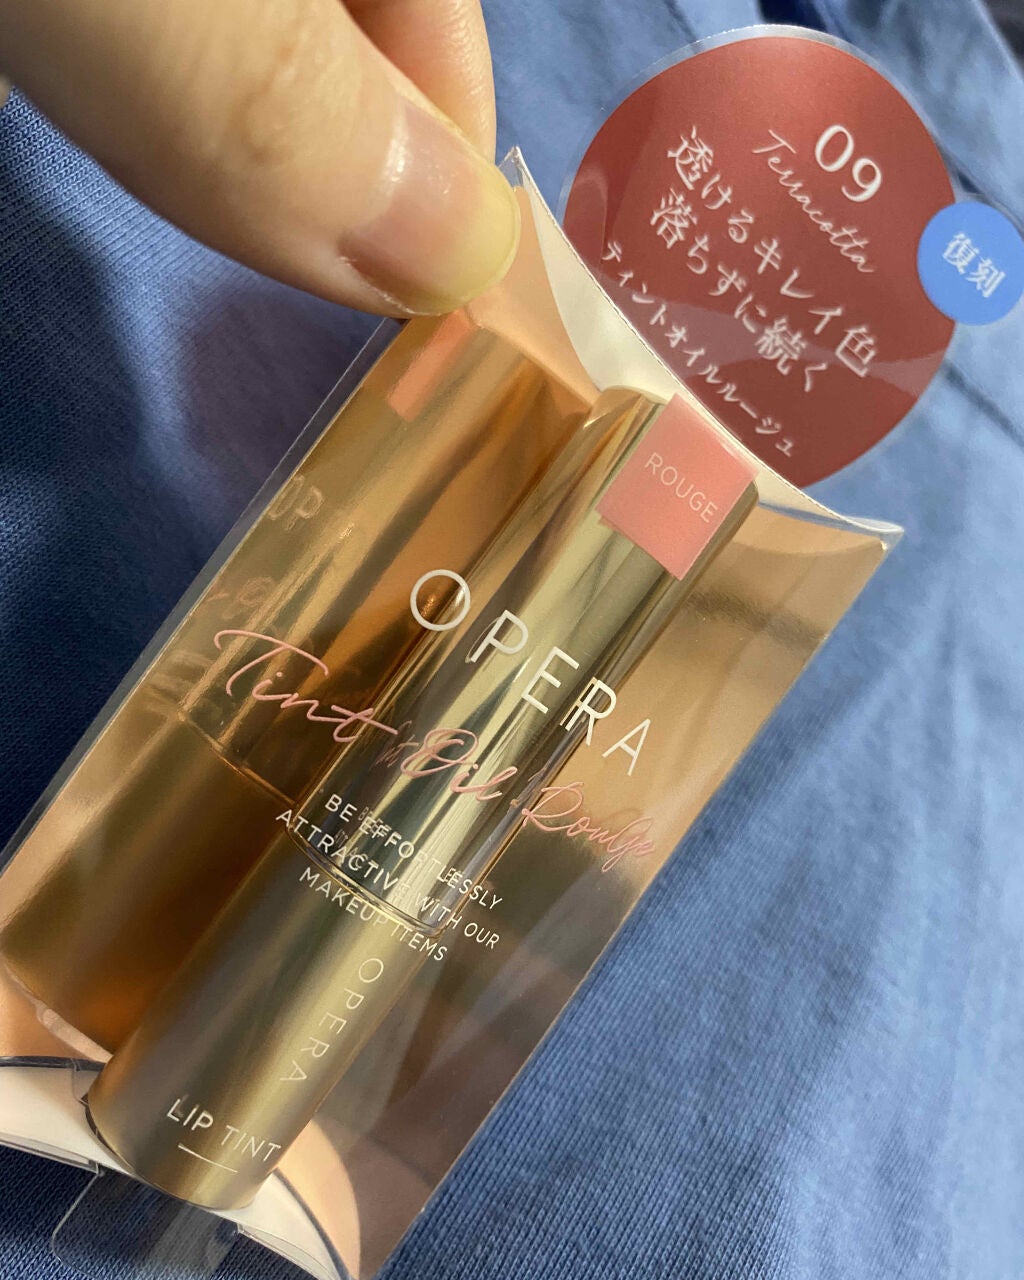 09
Terracotta
透けるキレイ色
落ちずに続く
ティントオイルルージュ
復刻
ROUGE
OPERA
Tint Oil Rouge
BE EFFORTLESSLY
ATTRACTIVE WITH OUR
MAKEUP ITEMS
OPERA
LIP TINT